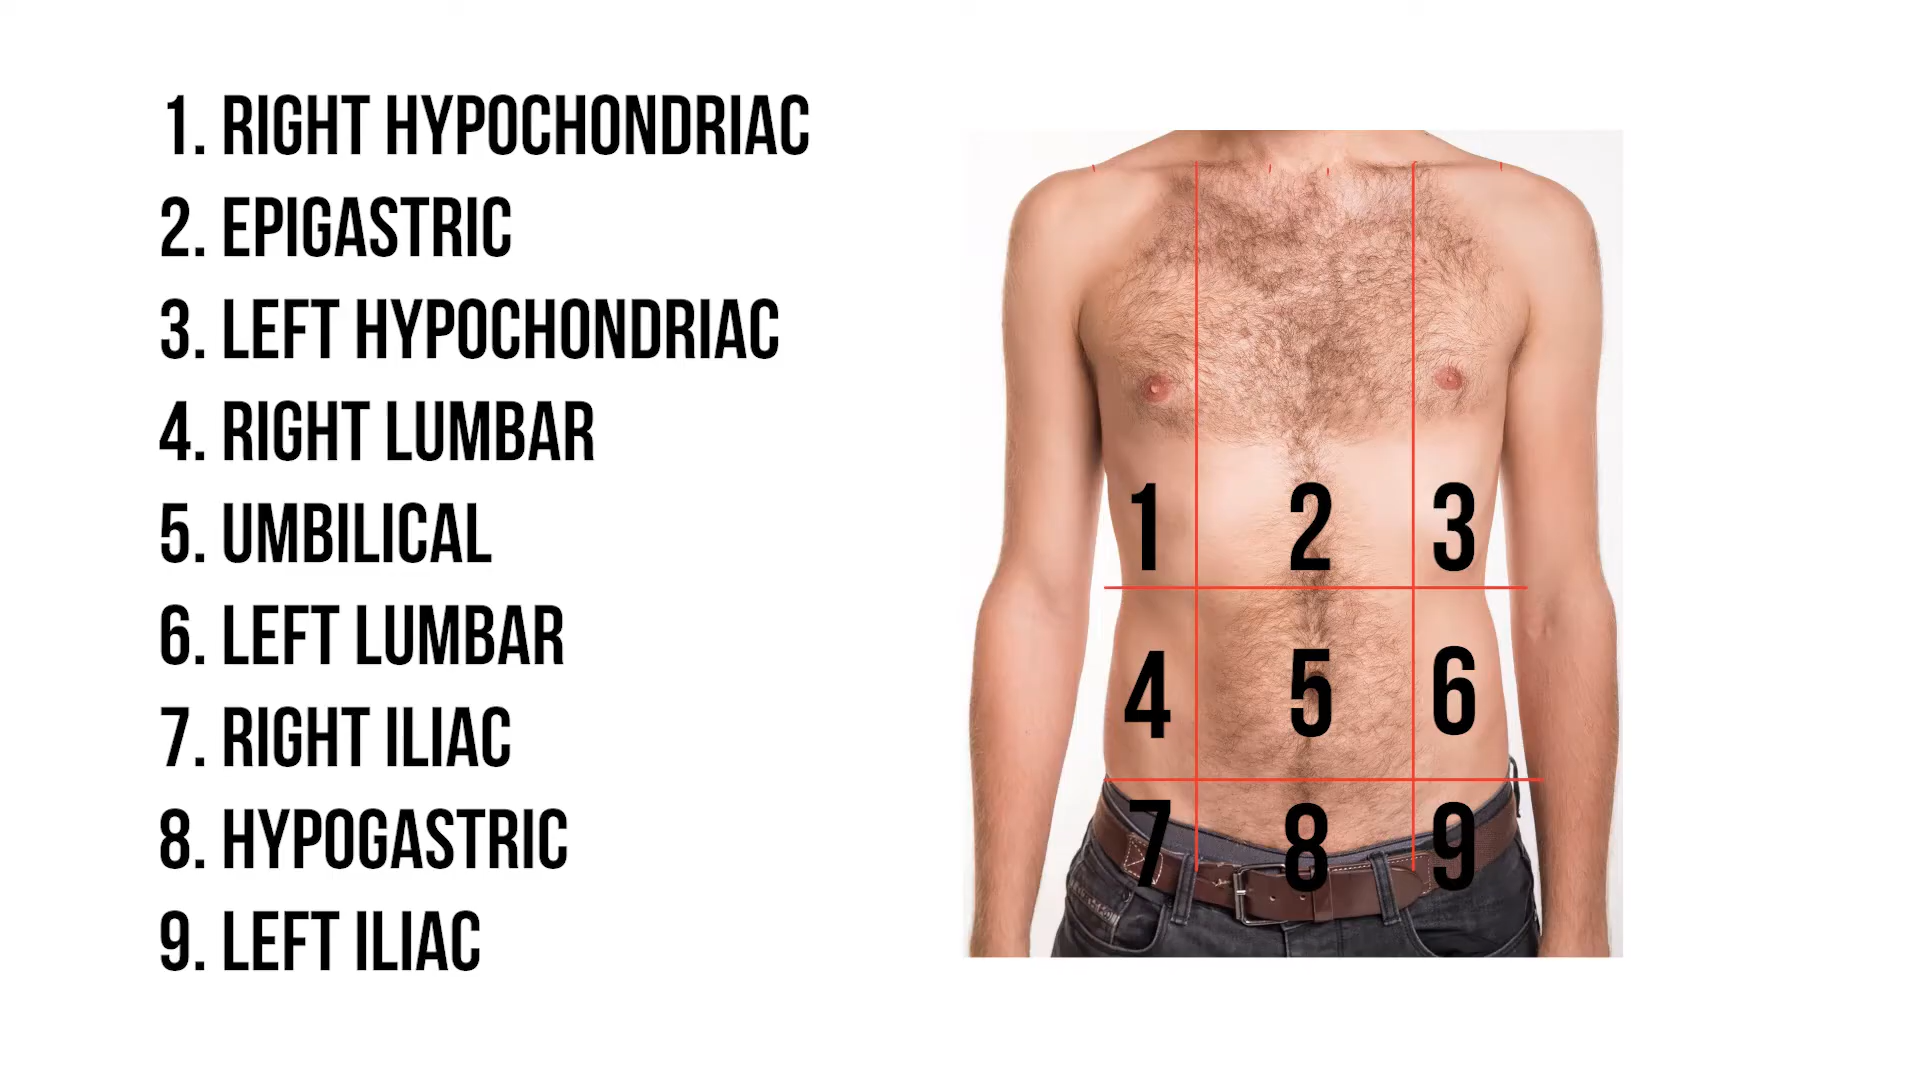 1. RIGHT HYPOCHONDRIAC
2. EPIGASTRIC
3. LEFT HYPOCHONDRIAC
4. RIGHT LUMBAR
5. UMBILICAL
6. LEFT LUMBAR
7. RIGHT ILIAC
8. HYPOGASTRIC
9. LEFT ILIAC
1 2 3
4 5 6
7 8 9